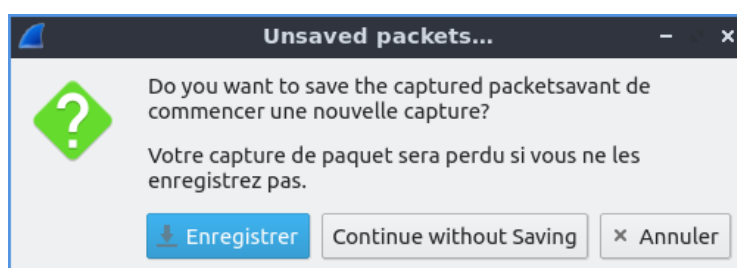 Unsaved packets...
Do you want to save the captured packetsavant de
commencer une nouvelle capture?
Votre capture de paquet sera perdu si vous ne les
enregistrez pas.
Enregistrer Continue without Saving Annuler